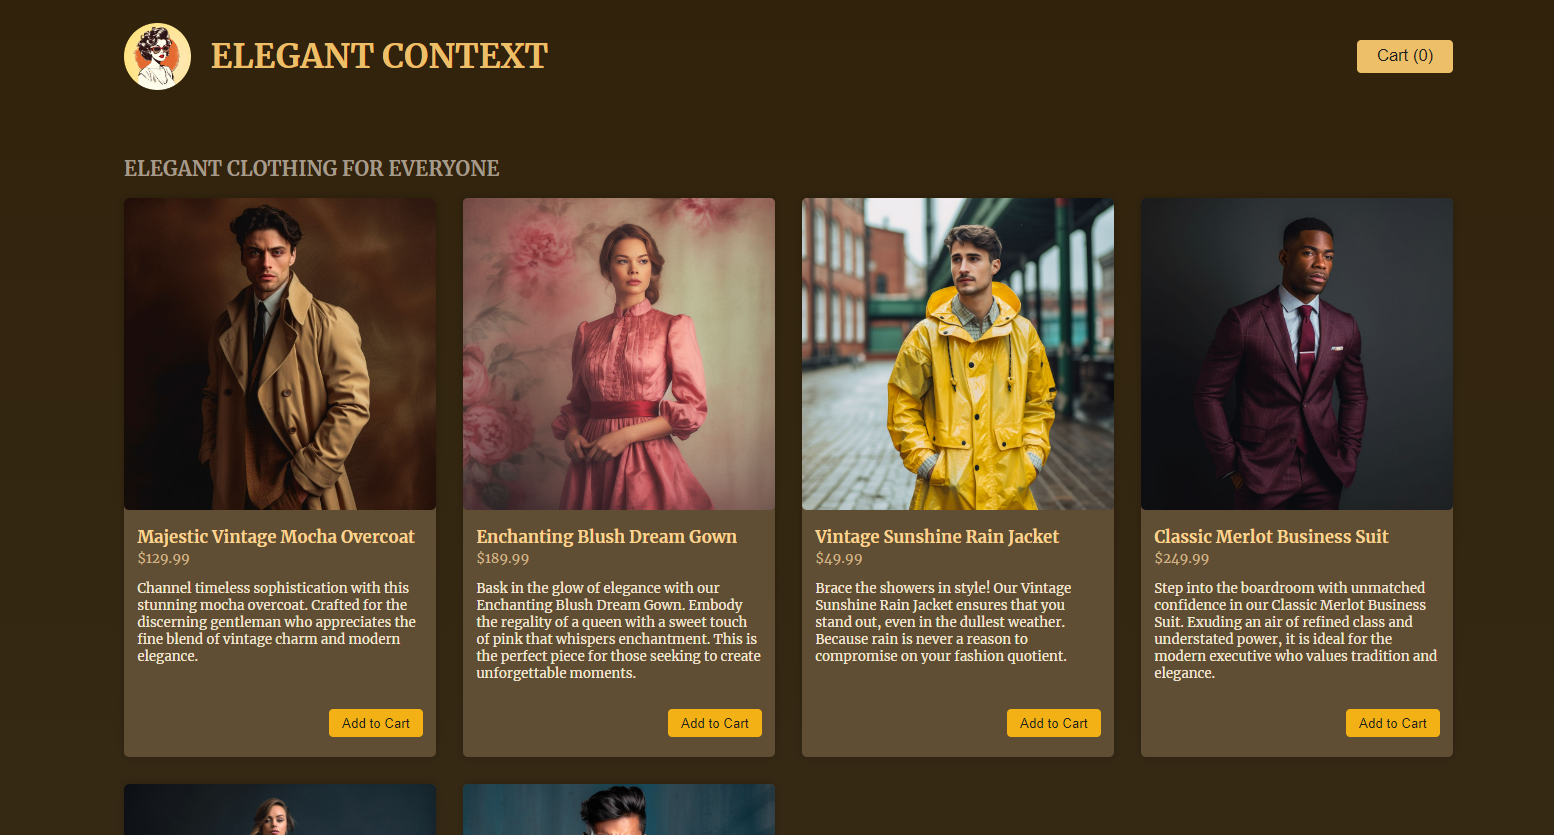 ELEGANT CONTEXT
Cart (0)
ELEGANT CLOTHING FOR EVERYONE
Majestic Vintage Mocha Overcoat
$129.99
Channel timeless sophistication with this
stunning mocha overcoat. Crafted for the
discerning gentleman who appreciates the
fine blend of vintage charm and modern
elegance.
Add to Cart
Enchanting Blush Dream Gown
$189.99
Bask in the glow of elegance with our
Enchanting Blush Dream Gown. Embody
the regality of a queen with a sweet touch
of pink that whispers enchantment. This is
the perfect piece for those seeking to create
unforgettable moments.
Add to Cart
Vintage Sunshine Rain Jacket
$49.99
Brace the showers in style! Our Vintage
Sunshine Rain Jacket ensures that you
stand out, even in the dullest weather.
Because rain is never a reason to
compromise on your fashion quotient.
Add to Cart
Classic Merlot Business Suit
$249.99
Step into the boardroom with unmatched
confidence in our Classic Merlot Business
Suit. Exuding an air of refined class and
understated power, it is ideal for the
modern executive who values tradition and
elegance.
Add to Cart